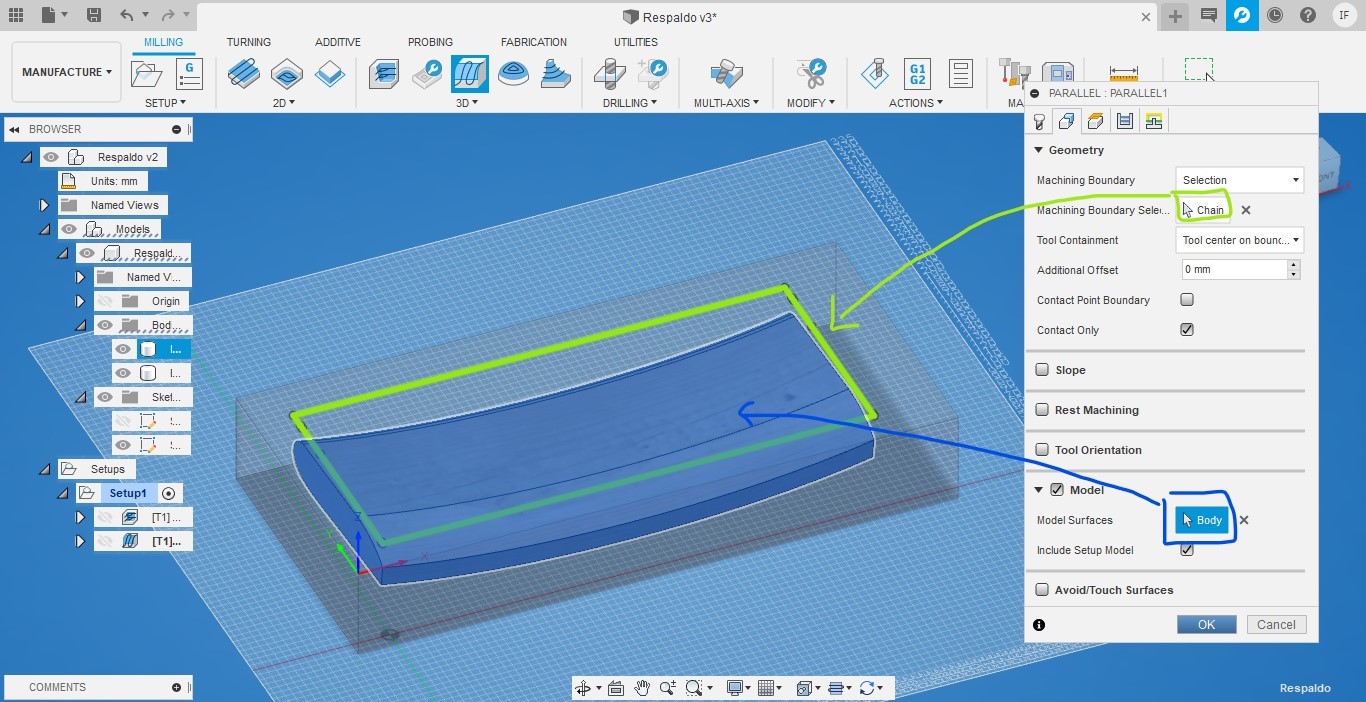 Respaldo v3*
IF
MILLING TURNING ADDITIVE PROBING FABRICATION UTILITIES
MANUFACTURE
G
G1
G2
SETUP 2D 3D DRILLING MULTI-AXIS MODIFY ACTIONS MA
PARALLEL : PARALLEL1
BROWSER
Respaldo v2
Units: mm
Named Views
Models
Respald...
Named V...
Origin
Bod...
I...
I...
Skel...
Setups
Setup1
[T1] ...
[T1]...
Z
Y
X
Geometry
Machining Boundary Selection
Machining Boundary Selec... Chain
Tool Containment Tool center on bounc...
Additional Offset 0 mm
Contact Point Boundary
Contact Only
Slope
Rest Machining
Tool Orientation
Model
Model Surfaces Body
Include Setup Model
Avoid/Touch Surfaces
OK Cancel
COMMENTS
Respaldo